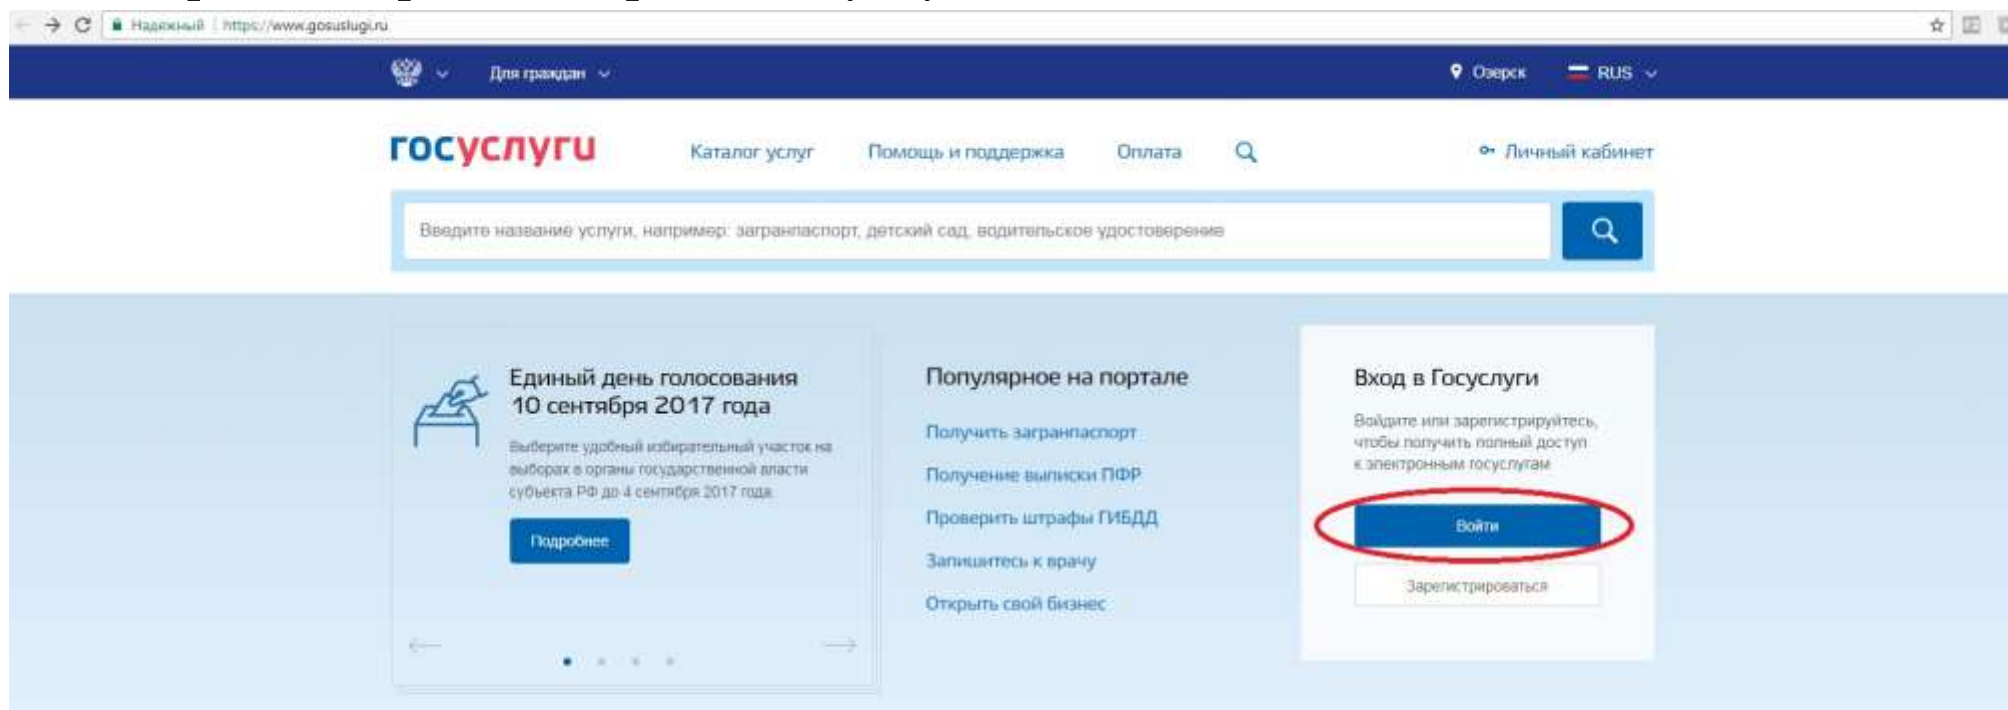 Надежный https://www.gosuslugi.ru
Для граждан
Озерск
RUS
госуслуги
Каталог услуг
Помощь и поддержка
Оплата
Личный кабинет
Введите название услуги, например: загранпаспорт, детский сад, водительское удостоверение
Единый день голосования
10 сентября 2017 года
Выберите удобный избирательный участок на
выборах в органы государственной власти
субъекта РФ до 4 сентября 2017 года.
Подробнее
Популярное на портале
Получить загранпаспорт
Получение выписки ПФР
Проверить штрафы ГИБДД
Запишитесь к врачу
Открыть свой бизнес
Вход в Госуслуги
Войдите или зарегистрируйтесь,
чтобы получить полный доступ
к электронным госуслугам
Войти
Зарегистрироваться